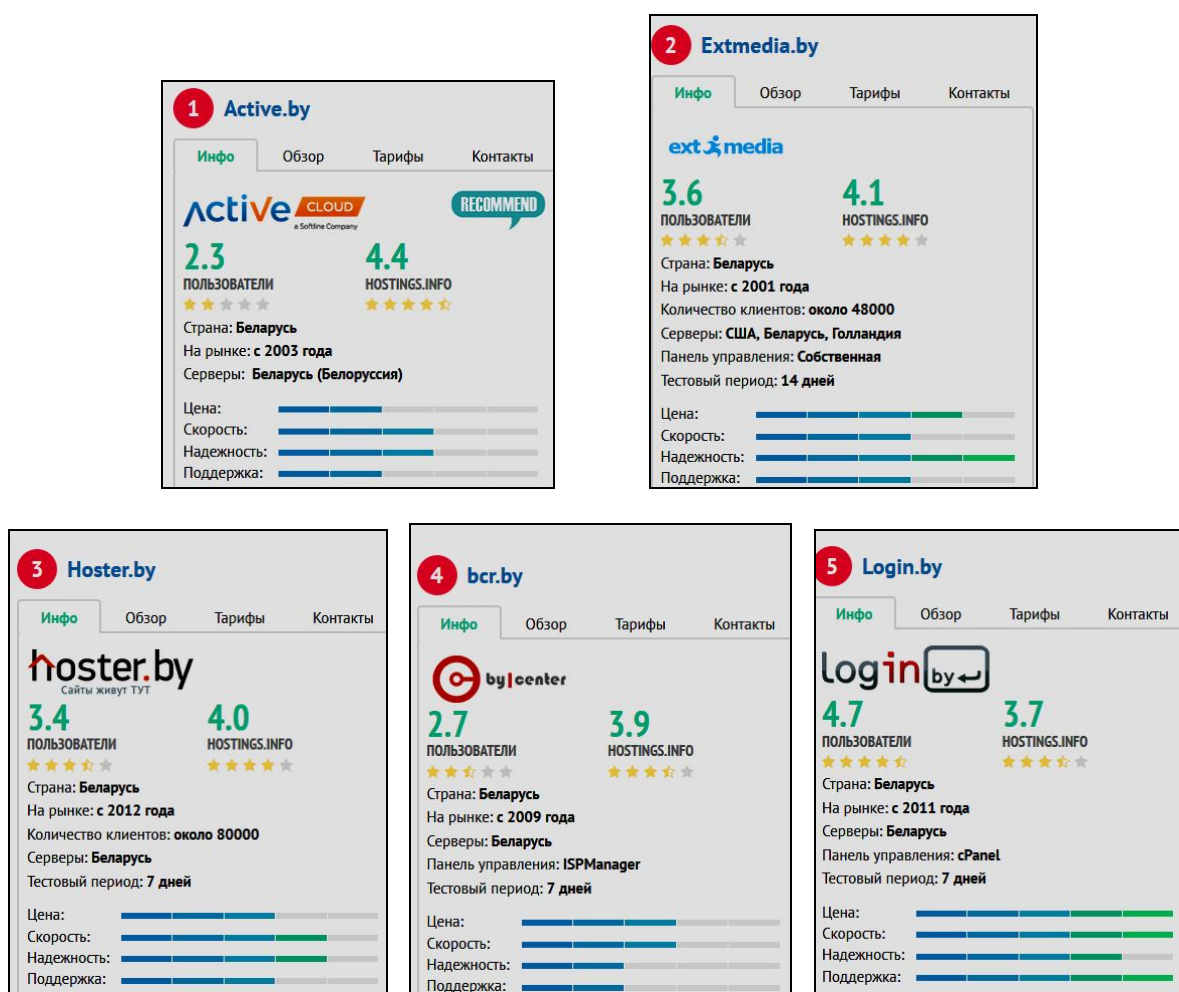 1 Active.by
Инфо Обзор Тарифы Контакты
Active CLOUD
a Softline Company
RECOMMEND
2.3 4.4
ПОЛЬЗОВАТЕЛИ HOSTINGS.INFO
Страна: Беларусь
На рынке: с 2003 года
Серверы: Беларусь (Белоруссия)
Цена:
Скорость:
Надежность:
Поддержка:
2 Extmedia.by
Инфо Обзор Тарифы Контакты
ext media
3.6 4.1
ПОЛЬЗОВАТЕЛИ HOSTINGS.INFO
Страна: Беларусь
На рынке: с 2001 года
Количество клиентов: около 48000
Серверы: США, Беларусь, Голландия
Панель управления: Собственная
Тестовый период: 14 дней
Цена:
Скорость:
Надежность:
Поддержка:
3 Hoster.by
Инфо Обзор Тарифы Контакты
hoster.by
Сайты живут ТУТ
3.4 4.0
ПОЛЬЗОВАТЕЛИ HOSTINGS.INFO
Страна: Беларусь
На рынке: с 2012 года
Количество клиентов: около 80000
Серверы: Беларусь
Тестовый период: 7 дней
Цена:
Скорость:
Надежность:
Поддержка:
4 bcr.by
Инфо Обзор Тарифы Контакты
by|center
2.7 3.9
ПОЛЬЗОВАТЕЛИ HOSTINGS.INFO
Страна: Беларусь
На рынке: с 2009 года
Серверы: Беларусь
Панель управления: ISPManager
Тестовый период: 7 дней
Цена:
Скорость:
Надежность:
Поддержка:
5 Login.by
Инфо Обзор Тарифы Контакты
login by
4.7 3.7
ПОЛЬЗОВАТЕЛИ HOSTINGS.INFO
Страна: Беларусь
На рынке: с 2011 года
Серверы: Беларусь
Панель управления: cPanel
Тестовый период: 7 дней
Цена:
Скорость:
Надежность:
Поддержка: